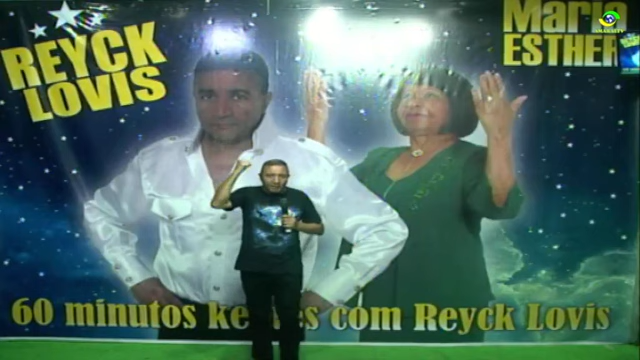 REYCK
LOVIS
Maria
ESTHER
60 minutos com Reyck Lovis